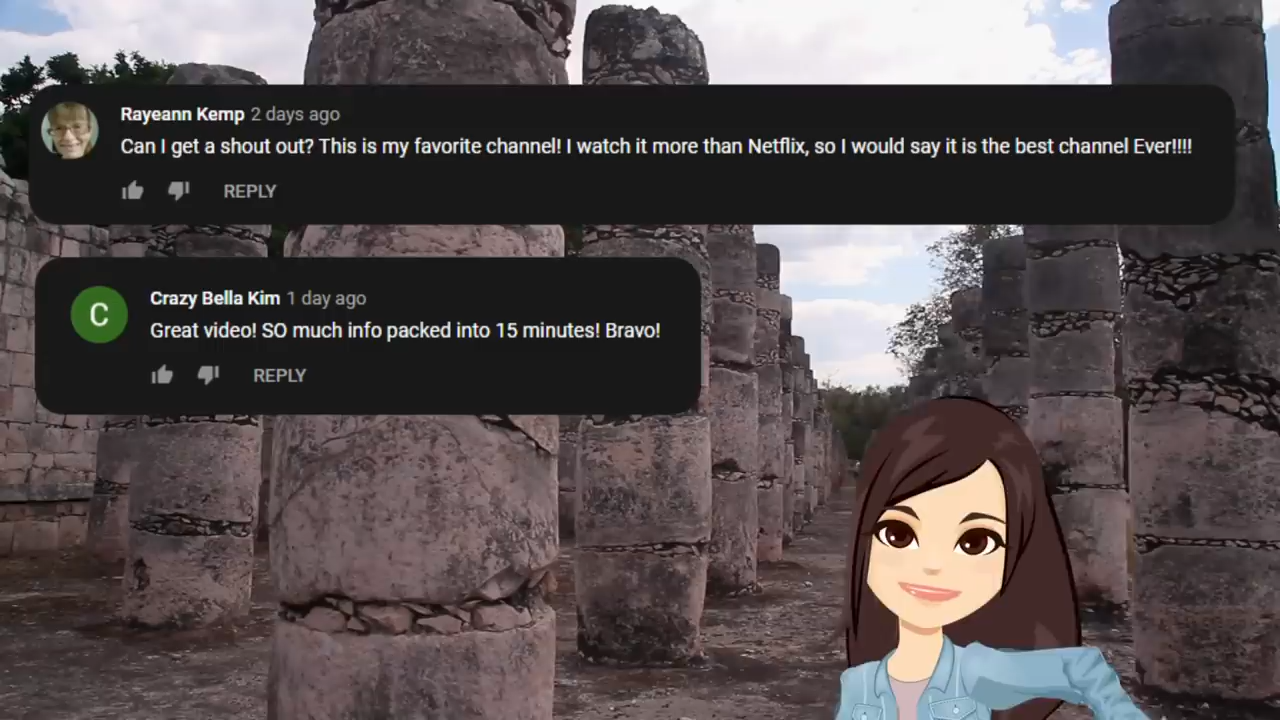 Rayeann Kemp 2 days ago
Can I get a shout out? This is my favorite channel! I watch it more than Netflix, so I would say it is the best channel Ever!!!!
REPLY
C
Crazy Bella Kim 1 day ago
Great video! SO much info packed into 15 minutes! Bravo!
REPLY